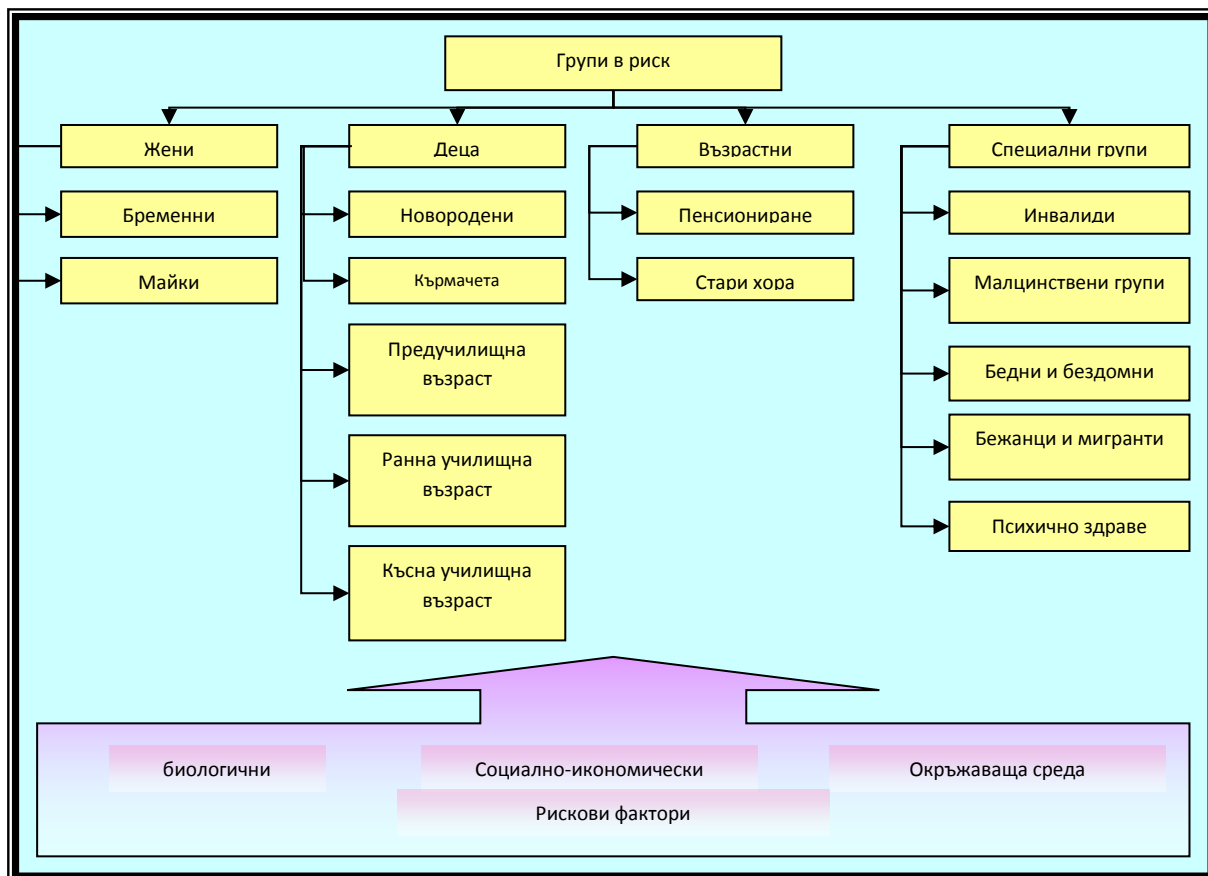 Групи в риск
Жени
Деца
Възрастни
Специални групи
Бременни
Новородени
Пенсиониране
Инвалиди
Майки
Кърмачета
Стари хора
Малцинствени групи
Предучилищна
възраст
Бедни и бездомни
Ранна училищна
възраст
Бежанци и мигранти
Психично здраве
Късна училищна
възраст
биологични
Социално-икономически
Окръжаваща среда
Рискови фактори